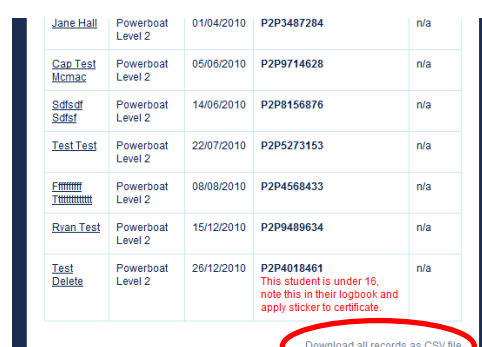 Jane Hall Powerboat Level 2 01/04/2010 P2P3487284 n/a
Cap Test Mcmac Powerboat Level 2 05/06/2010 P2P9714628 n/a
Sdfsdf Sdfsf Powerboat Level 2 14/06/2010 P2P8156876 n/a
Test Test Powerboat Level 2 22/07/2010 P2P5273153 n/a
Powerboat Level 2 08/08/2010 P2P4568433 n/a
Ryan Test Powerboat Level 2 15/12/2010 P2P9489634 n/a
Test Delete Powerboat Level 2 26/12/2010 P2P4018461 n/a
This student is under 16,
note this in their logbook and
apply sticker to certificate.
Download all records as CSV file